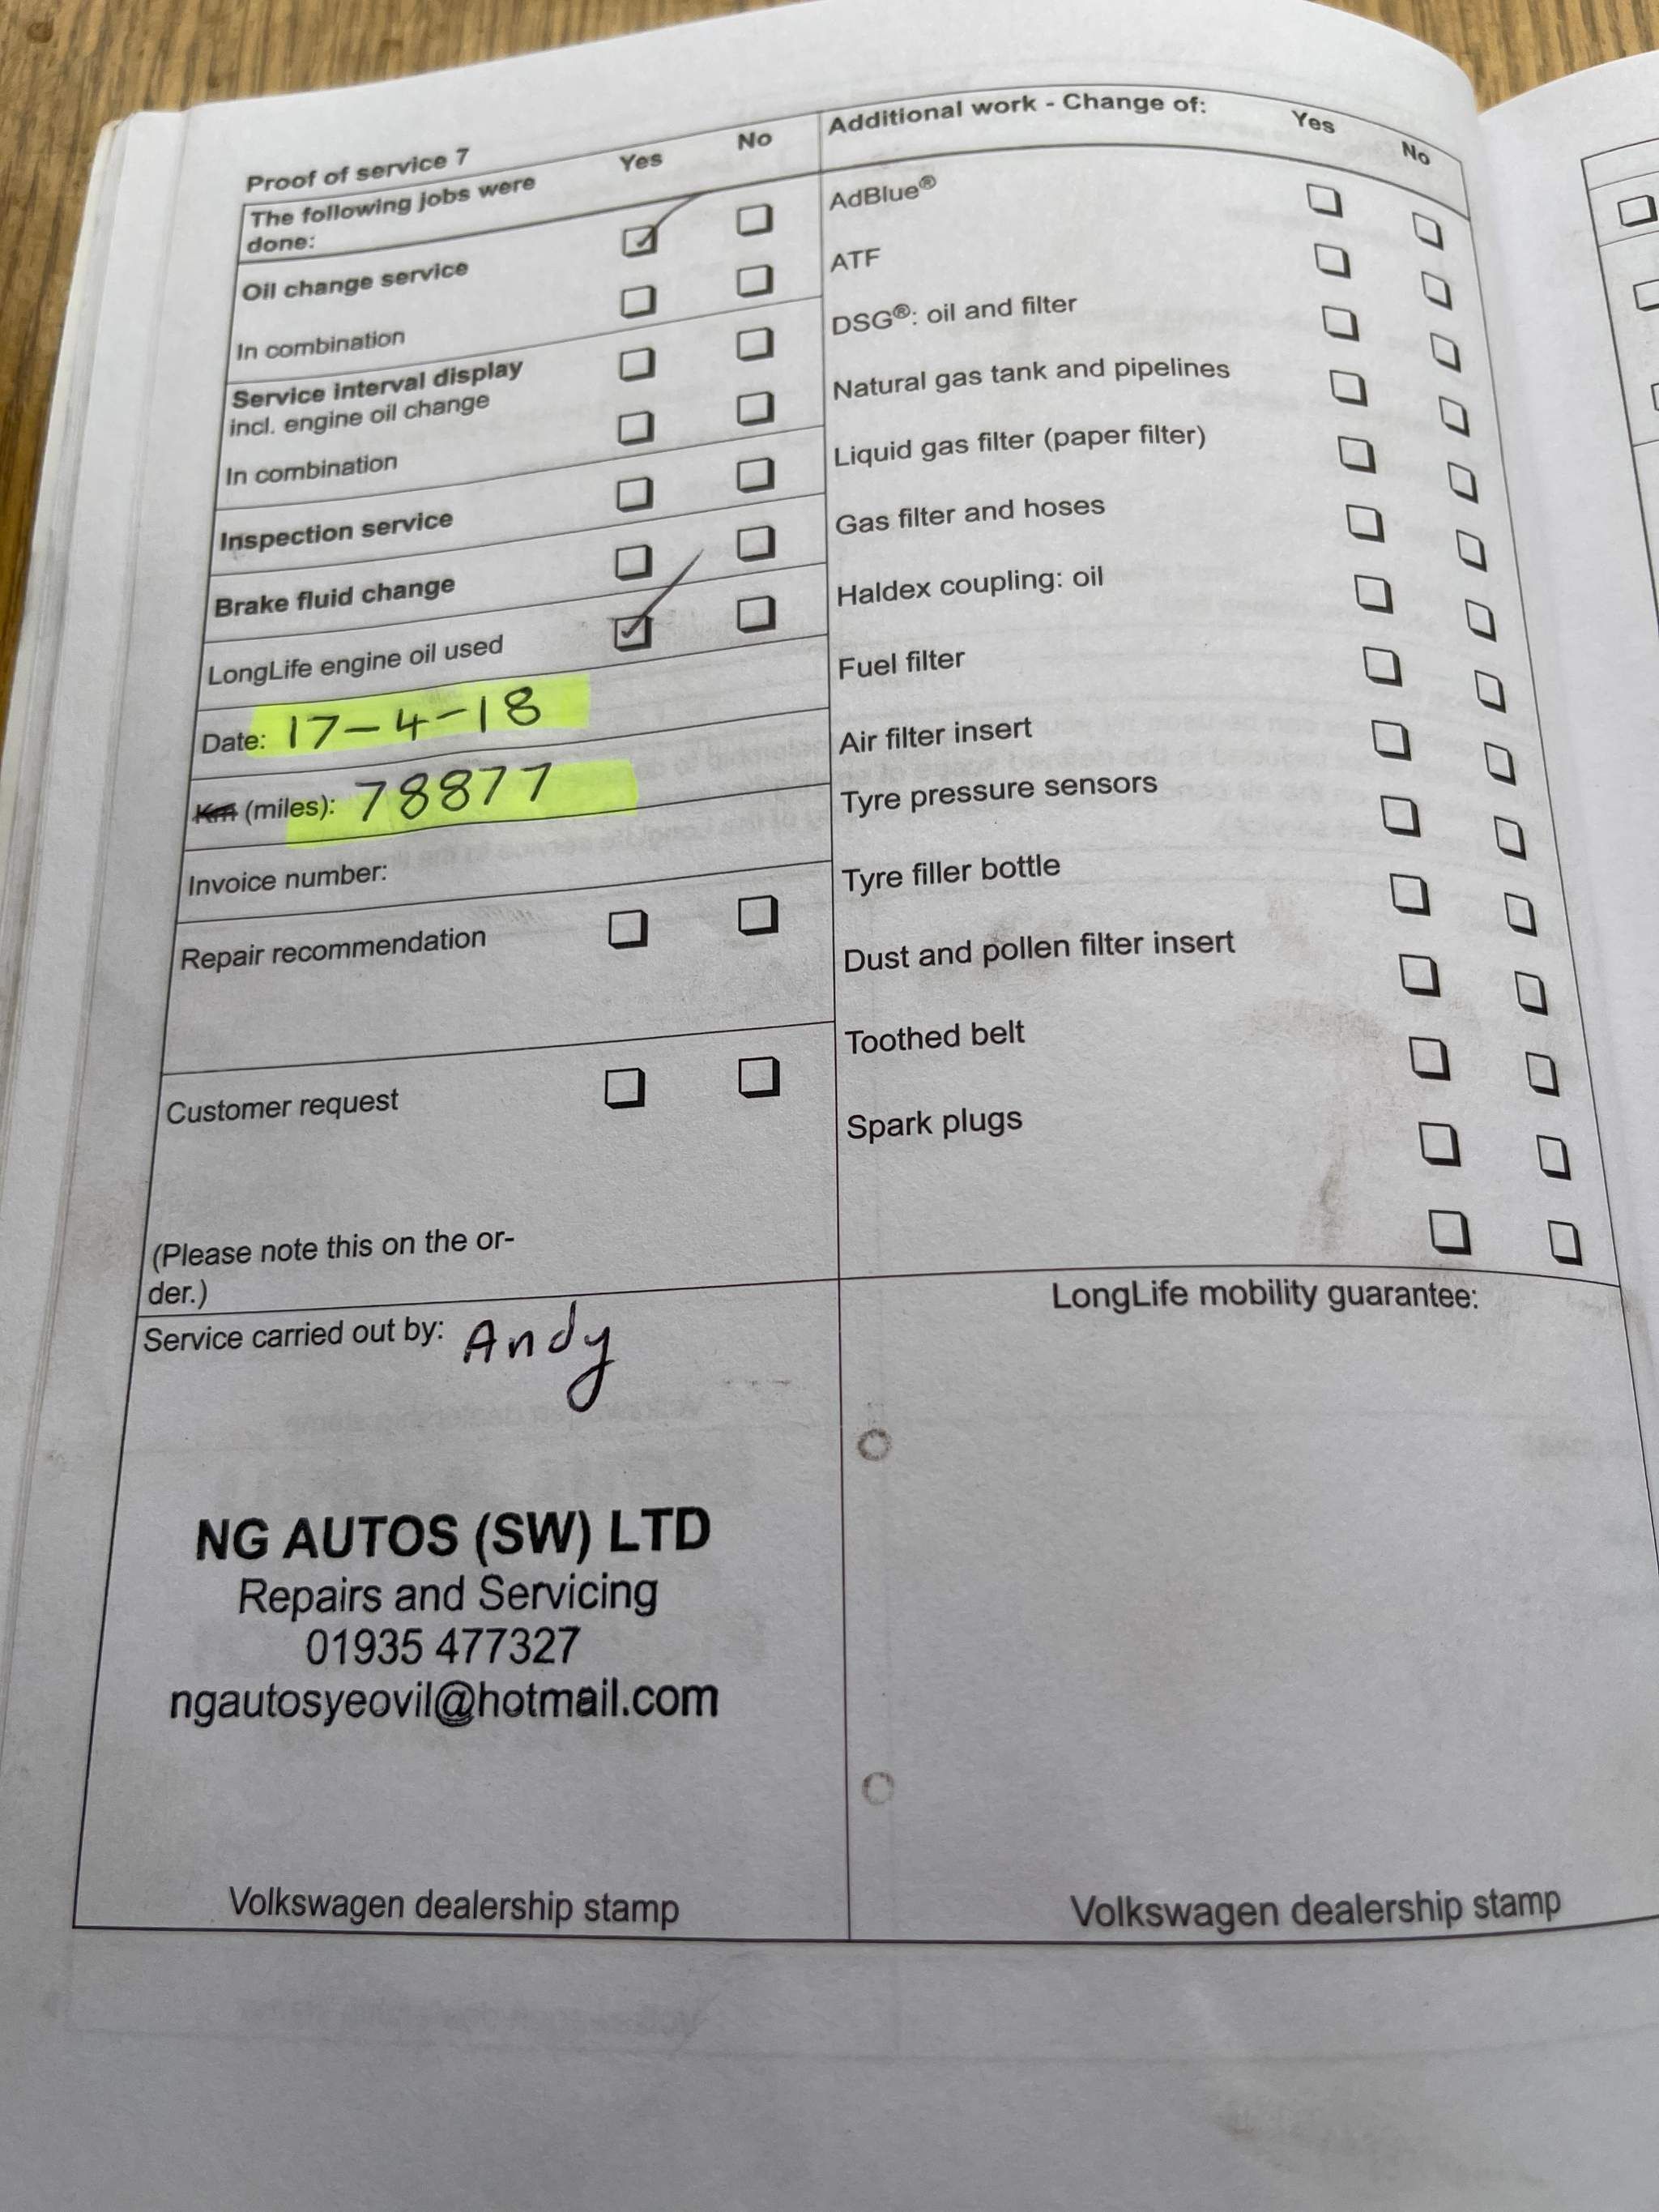 Proof of service 7
The following jobs were Yes No
done:
Oil change service
In combination
Service interval display
incl. engine oil change
In combination
Inspection service
Brake fluid change
LongLife engine oil used
Date: 17-4-18
Km (miles): 78877
Invoice number:
Repair recommendation
Customer request
(Please note this on the or-
der.)
Service carried out by: Andy
NG AUTOS (SW) LTD
Repairs and Servicing
01935 477327
ngautosyeovil@hotmail.com
Volkswagen dealership stamp
Additional work - Change of: Yes No
AdBlue®
ATF
DSG®: oil and filter
Natural gas tank and pipelines
Liquid gas filter (paper filter)
Gas filter and hoses
Haldex coupling: oil
Fuel filter
Air filter insert
Tyre pressure sensors
Tyre filler bottle
Dust and pollen filter insert
Toothed belt
Spark plugs
LongLife mobility guarantee:
Volkswagen dealership stamp